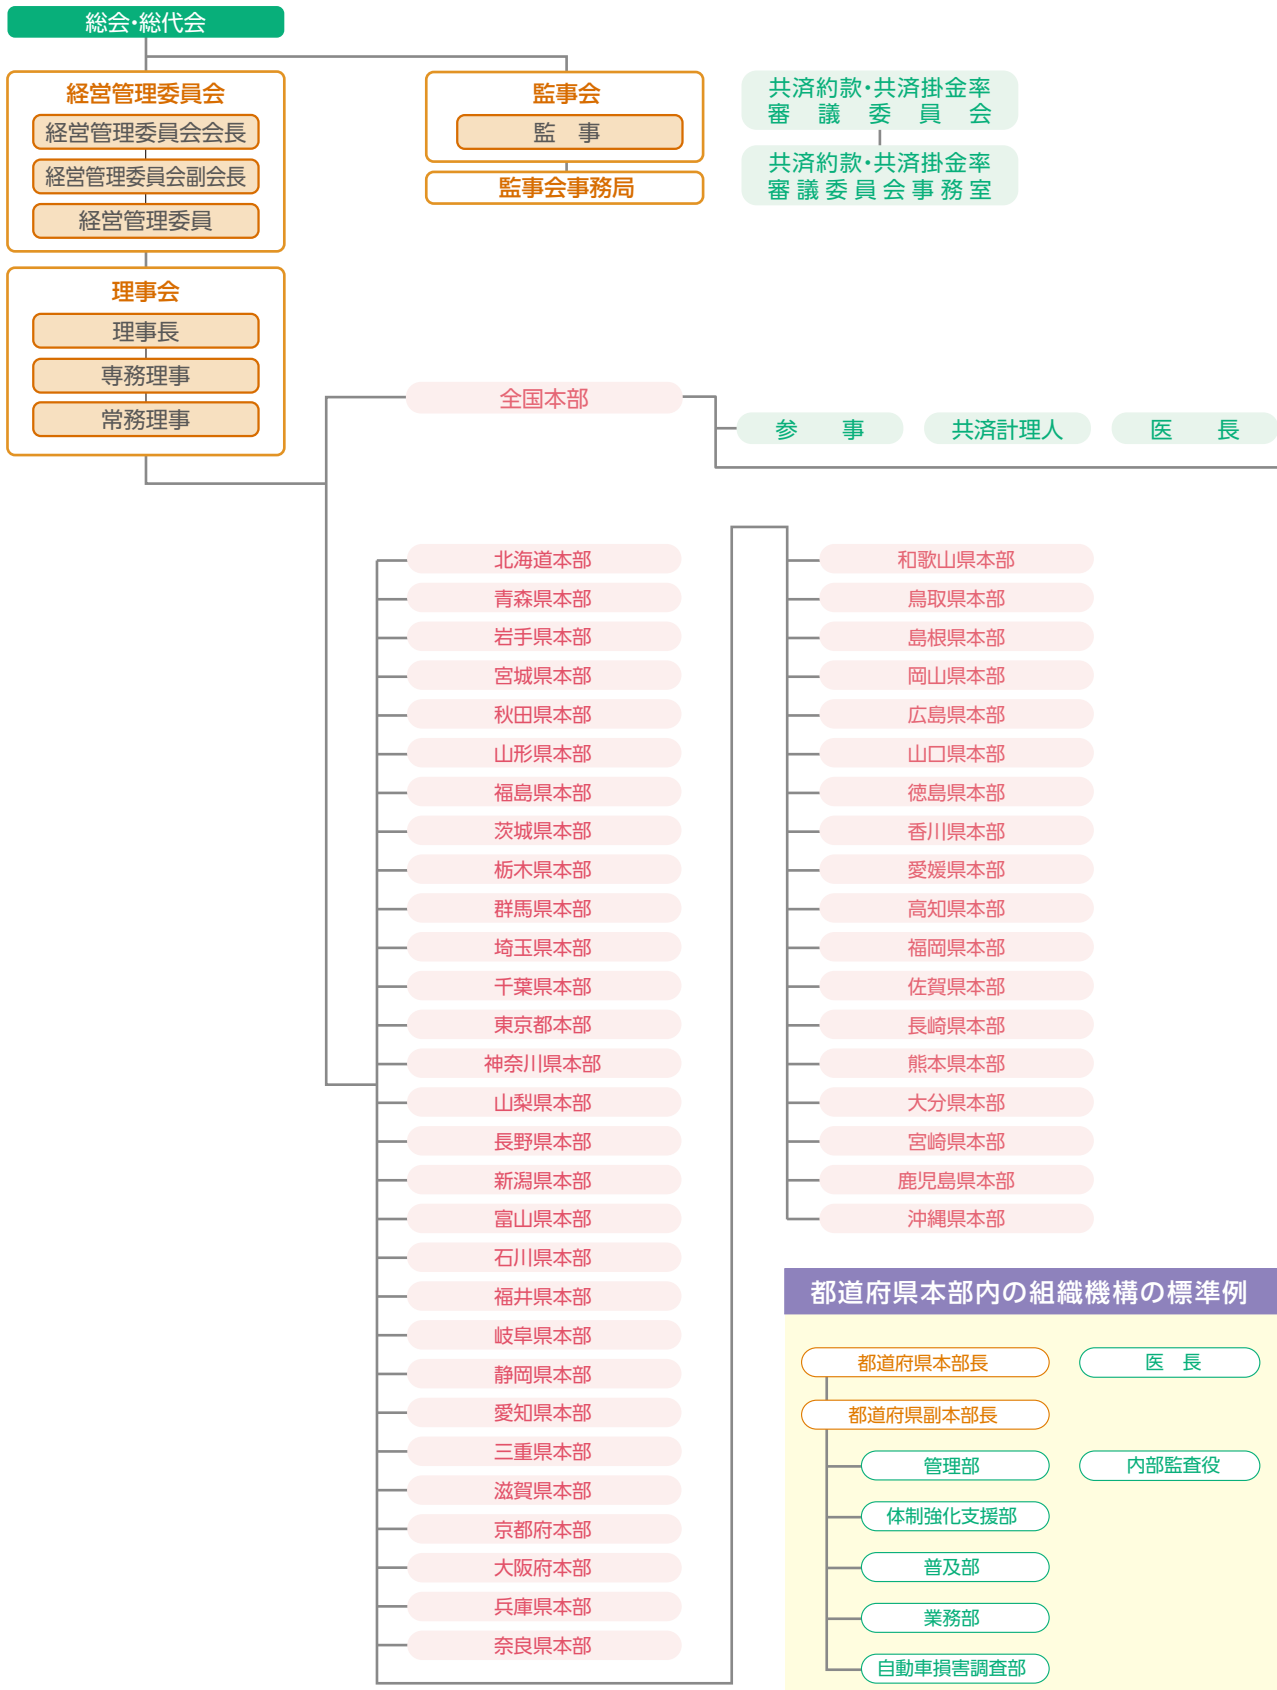 総会・総代会
経営管理委員会
経営管理委員会会長
経営管理委員会副会長
経営管理委員
監事会
監　事
監事会事務局
共済約款・共済掛金率
審議委員会
共済約款・共済掛金率
審議委員会事務室
理事会
理事長
専務理事
常務理事
全国本部
参　事
共済計理人
医　長
北海道本部
青森県本部
岩手県本部
宮城県本部
秋田県本部
山形県本部
福島県本部
茨城県本部
栃木県本部
群馬県本部
埼玉県本部
千葉県本部
東京都本部
神奈川県本部
山梨県本部
長野県本部
新潟県本部
富山県本部
石川県本部
福井県本部
岐阜県本部
静岡県本部
愛知県本部
三重県本部
滋賀県本部
京都府本部
大阪府本部
兵庫県本部
奈良県本部
和歌山県本部
鳥取県本部
島根県本部
岡山県本部
広島県本部
山口県本部
徳島県本部
香川県本部
愛媛県本部
高知県本部
福岡県本部
佐賀県本部
長崎県本部
熊本県本部
大分県本部
宮崎県本部
鹿児島県本部
沖縄県本部
都道府県本部内の組織機構の標準例
都道府県本部長
医　長
都道府県副本部長
管理部
内部監査役
体制強化支援部
普及部
業務部
自動車損害調査部